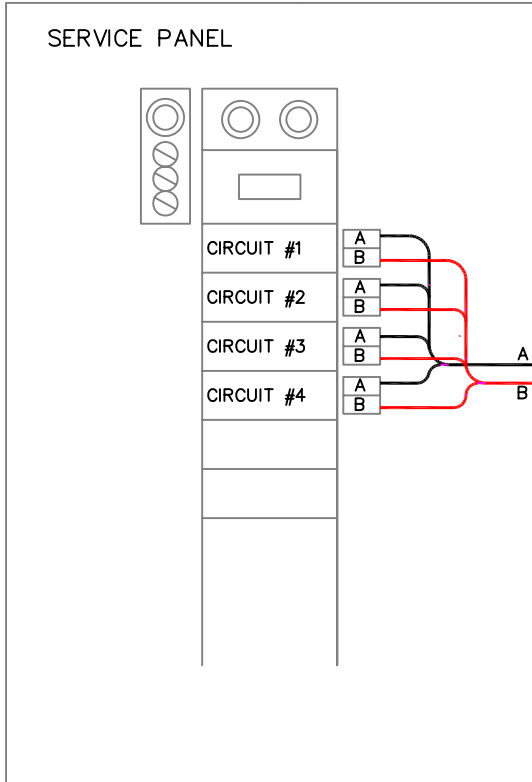 SERVICE PANEL
CIRCUIT #1
A
B
CIRCUIT #2
A
B
CIRCUIT #3
A
B
CIRCUIT #4
A
B
A
B